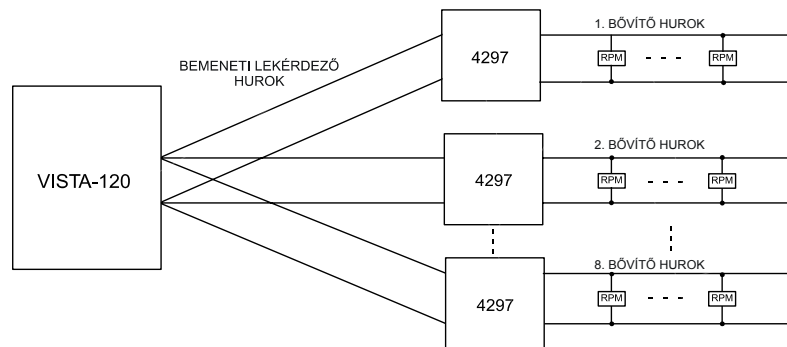 1. BŐVÍTŐ HUROK
4297
RPM
RPM
BEMENETI LEKÉRDEZŐ
HUROK
2. BŐVÍTŐ HUROK
VISTA-120
4297
RPM
RPM
8. BŐVÍTŐ HUROK
4297
RPM
RPM